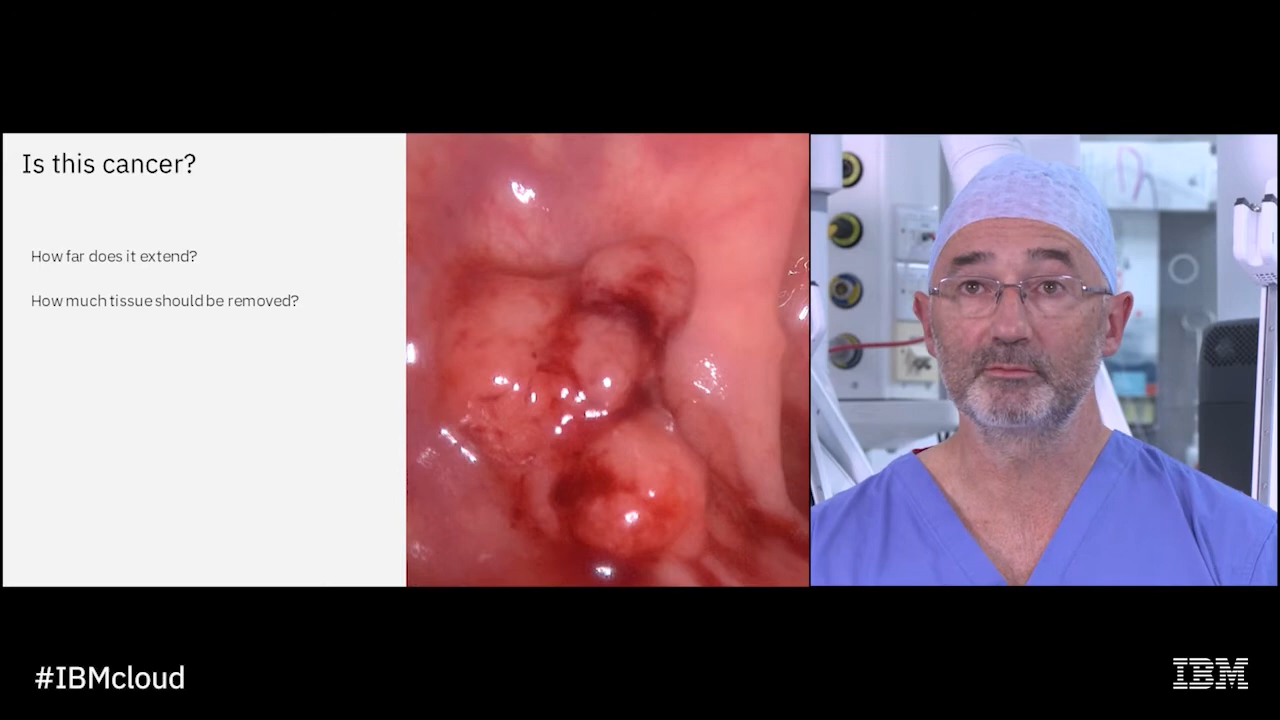 Is this cancer?
How far does it extend?
How much tissue should be removed?
#IBMcloud
IBM